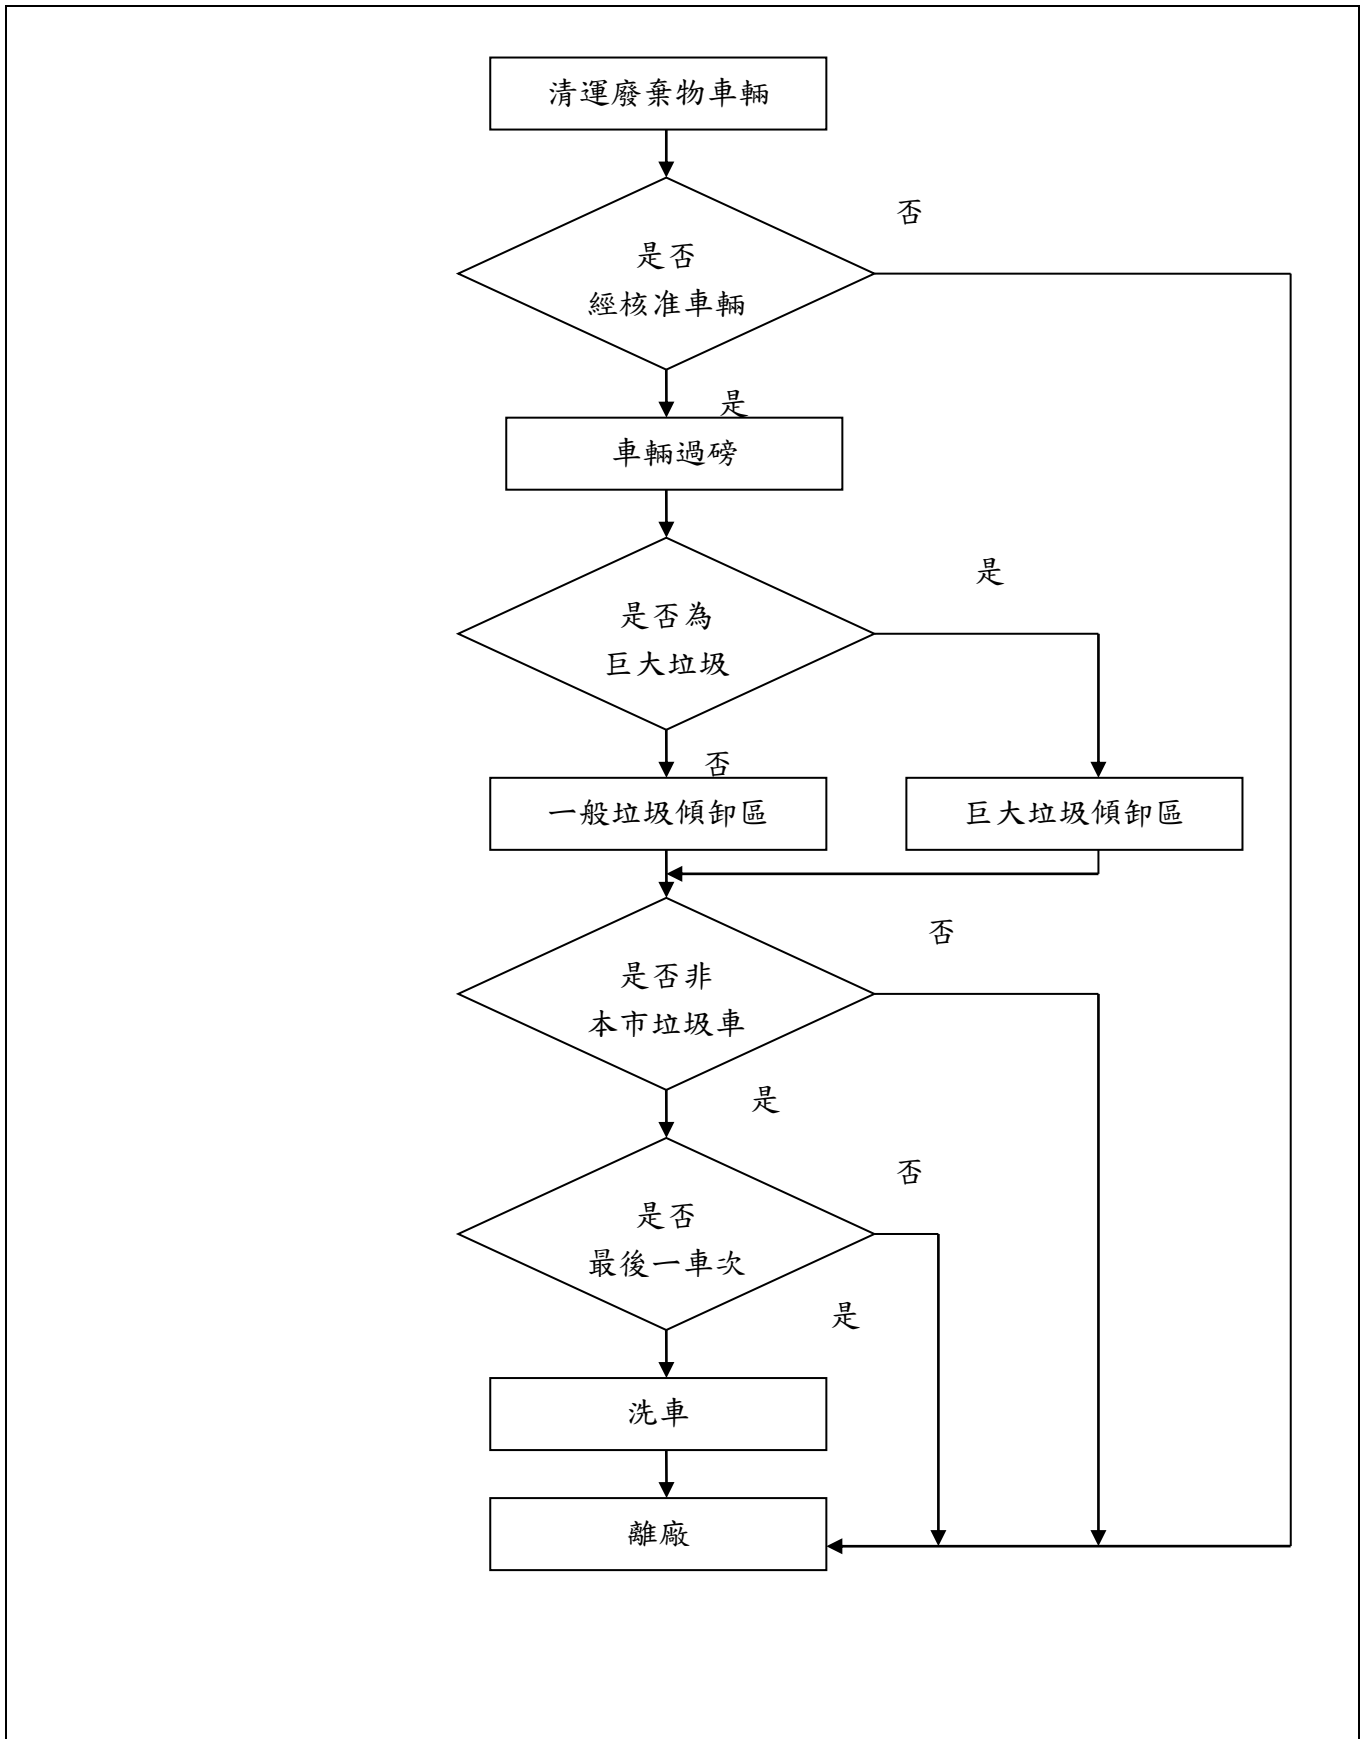 清運廢棄物車輛
否
是否
經核准車輛
是
車輛過磅
是
是否為
巨大垃圾
否
一般垃圾傾卸區
巨大垃圾傾卸區
否
是否非
本市垃圾車
是
否
是否
最後一車次
是
洗車
離廠